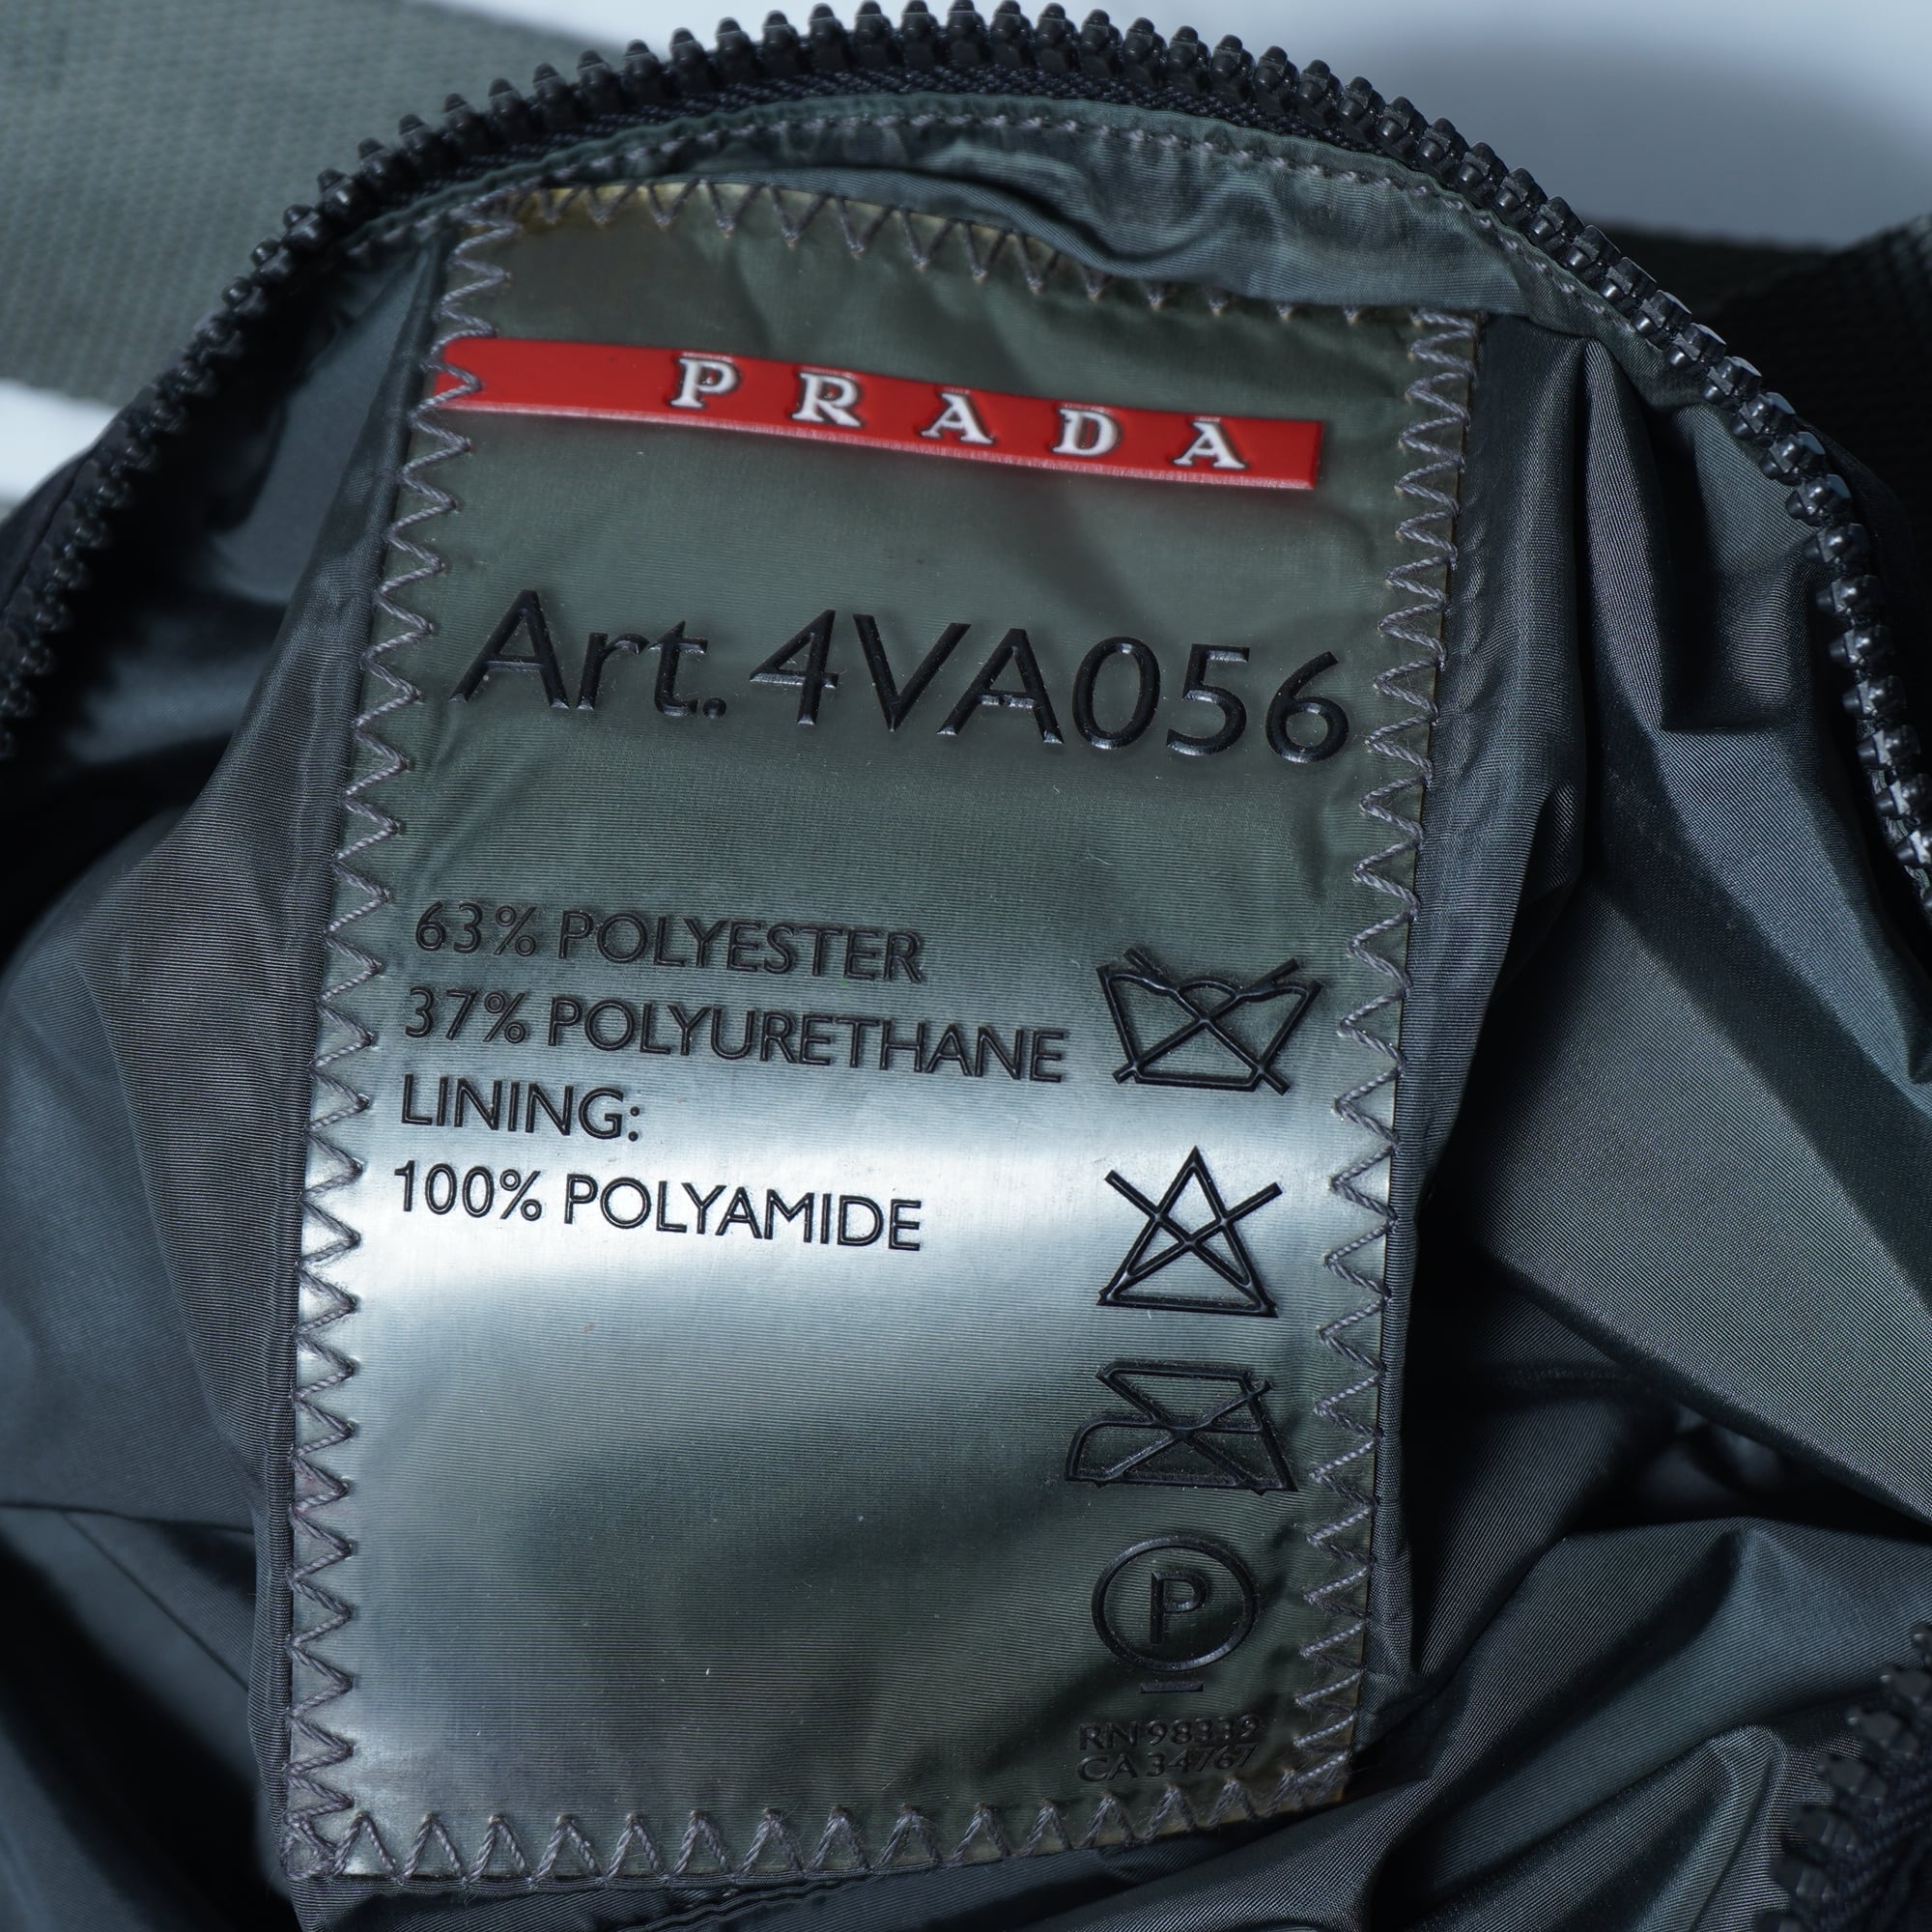 PRADA
Art. 4VA056
63% POLYESTER
37% POLYURETHANE
LINING:
100% POLYAMIDE
P
RN 98339
CA 34767